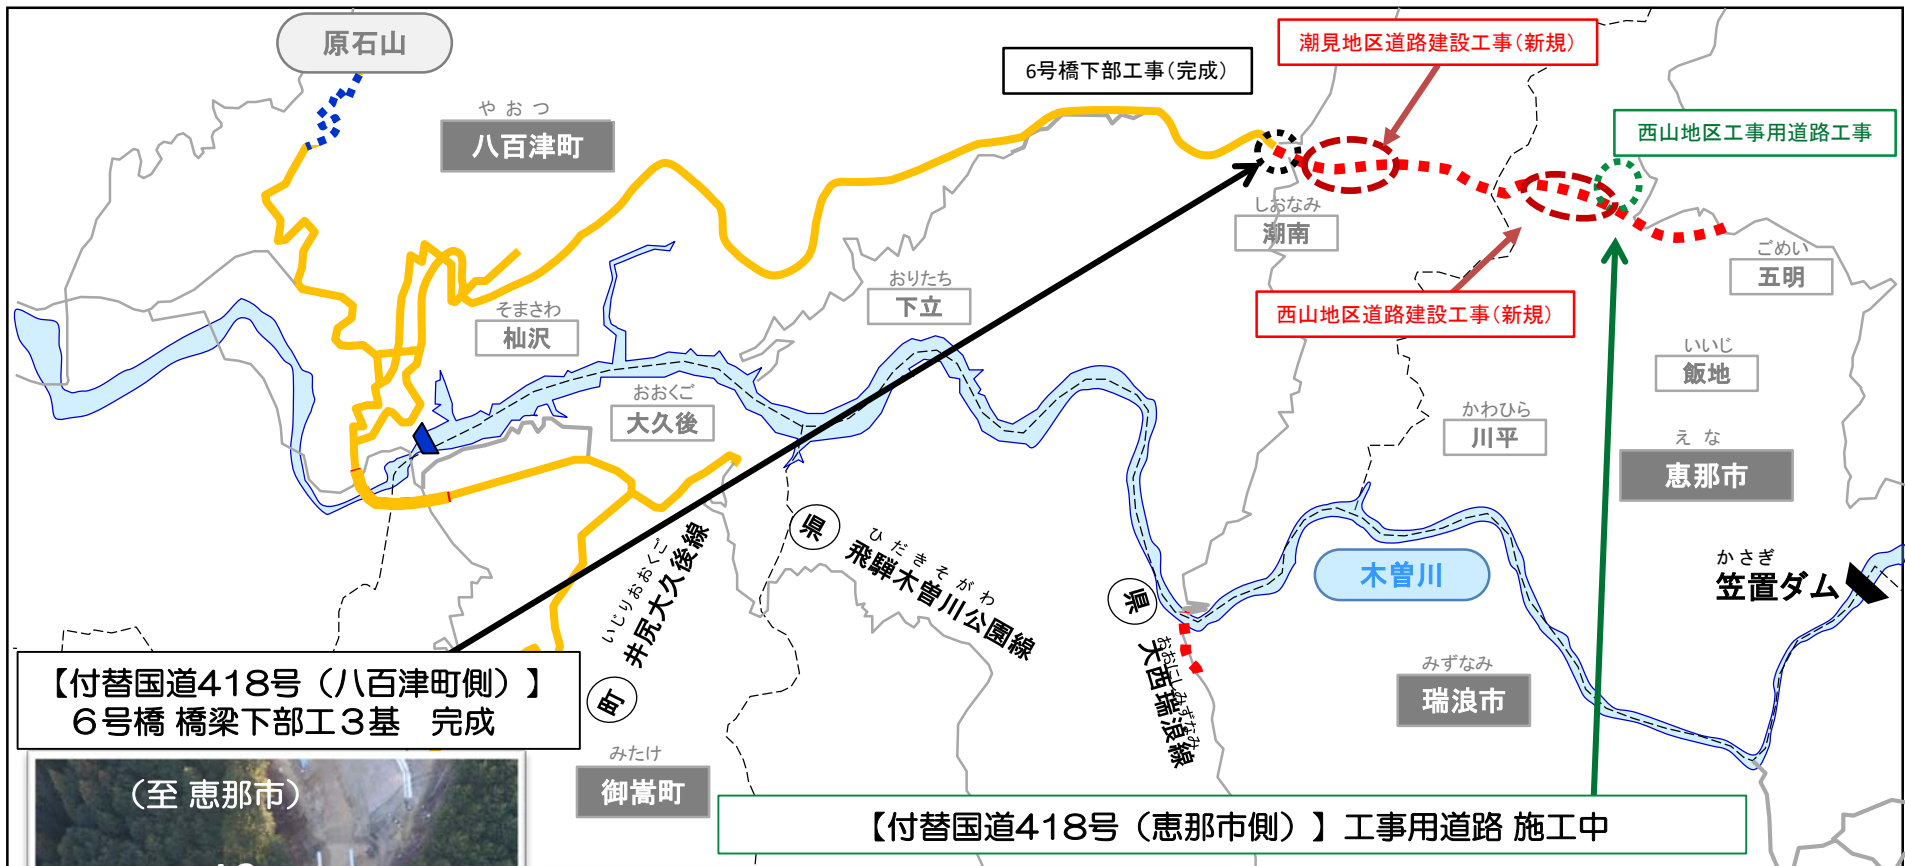 原石山
潮見地区道路建設工事(新規)
6号橋下部工事(完成)
やおつ
八百津町
西山地区工事用道路工事
しおなみ
潮南
ごめい
五明
おりたち
下立
そまさわ
杣沢
西山地区道路建設工事(新規)
いいじ
飯地
おおくご
大久後
かわひら
川平
えな
恵那市
かさぎ
笠置ダム
木曽川
県
ひだきそがわ
飛騨木曽川公園線
いじりおおくご
井尻大久後線
町
県
おおにしみずなみ
大西瑞浪線
みずなみ
瑞浪市
【付替国道418号(八百津町側)】
6号橋 橋梁下部工3基 完成
みたけ
御嵩町
(至 恵那市)
【付替国道418号(恵那市側)】工事用道路 施工中